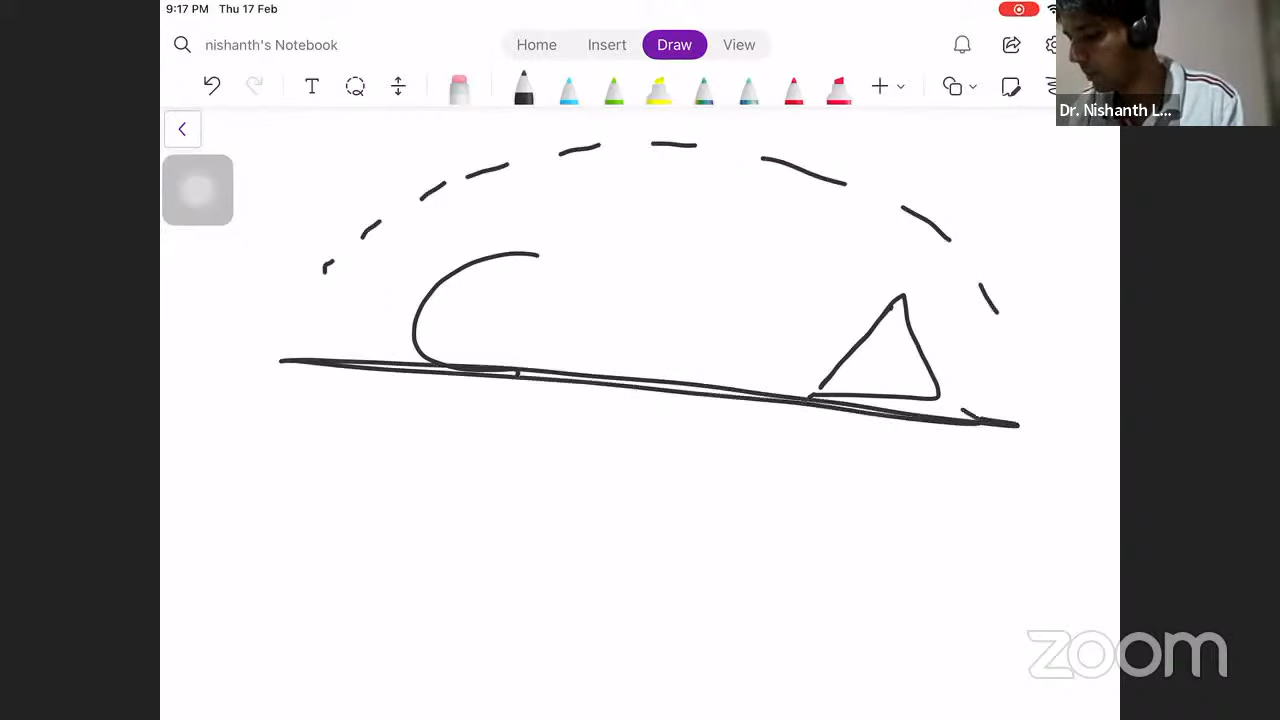 9:17 PM Thu 17 Feb
nishanth's Notebook
Home Insert Draw View
T
Dr. Nishanth L...
zoom